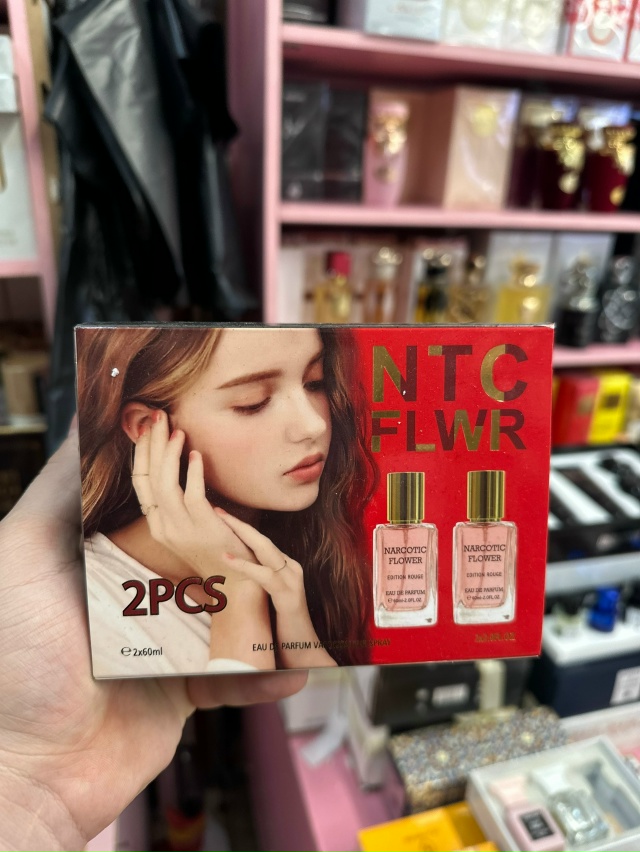 NTC
FLWR
NARCOTIC
FLOWER
EDITION ROUGE
EAU DE PARFUM
NARCOTIC
FLOWER
EDITION ROUGE
EAU DE PARFUM
2PCS
℮ 2x60ml
EAU DE PARFUM
SPRAY